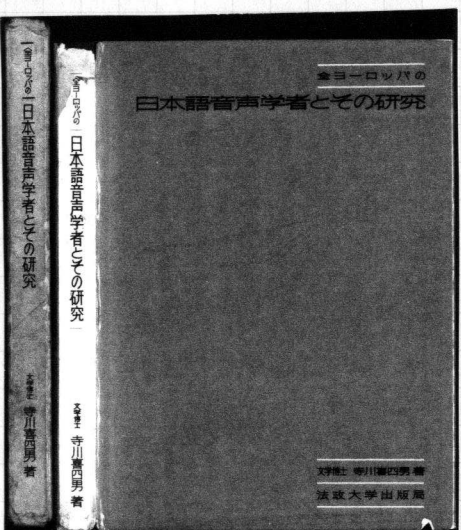 全ヨーロッパの
日本語音声学者とその研究
文学博士 寺川喜四男 著
全ヨーロッパの
日本語音声学者とその研究
文学博士 寺川喜四男 著
全ヨーロッパの
日本語音声学者とその研究
文学博士 寺川喜四男 著
法政大学出版局